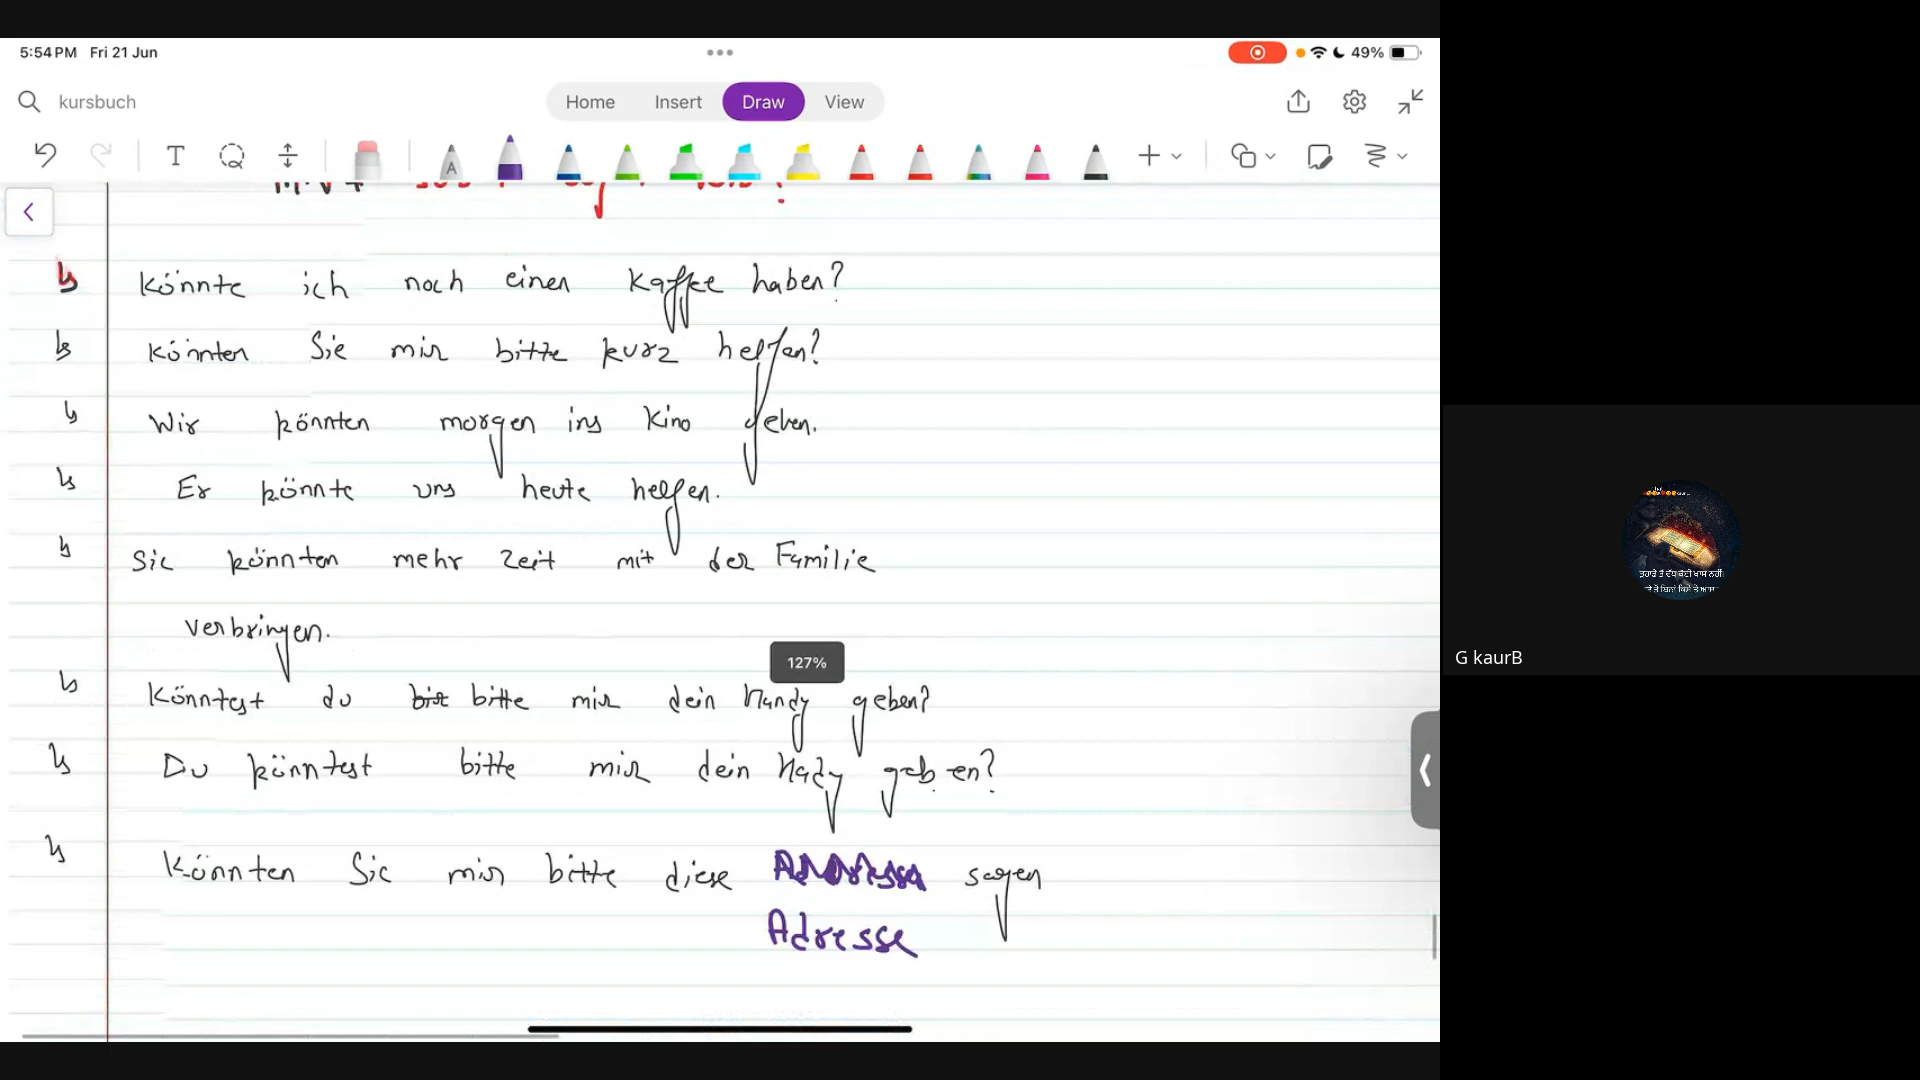 5:54 PM Fri 21 Jun
49%
kursbuch
Home Insert Draw View
Könnte ich noch einen Kaffee haben?
Könnten Sie mir bitte kurz helfen?
Wir könnten morgen ins Kino gehen.
Er könnte uns heute helfen.
Sie könnten mehr Zeit mit der Familie
verbringen.
127%
Könntest du bitte mir dein Handy geben?
Du könntest bitte mir dein Hady geben?
Könnten Sie mir bitte diese sagen
Adresse
G kaurB